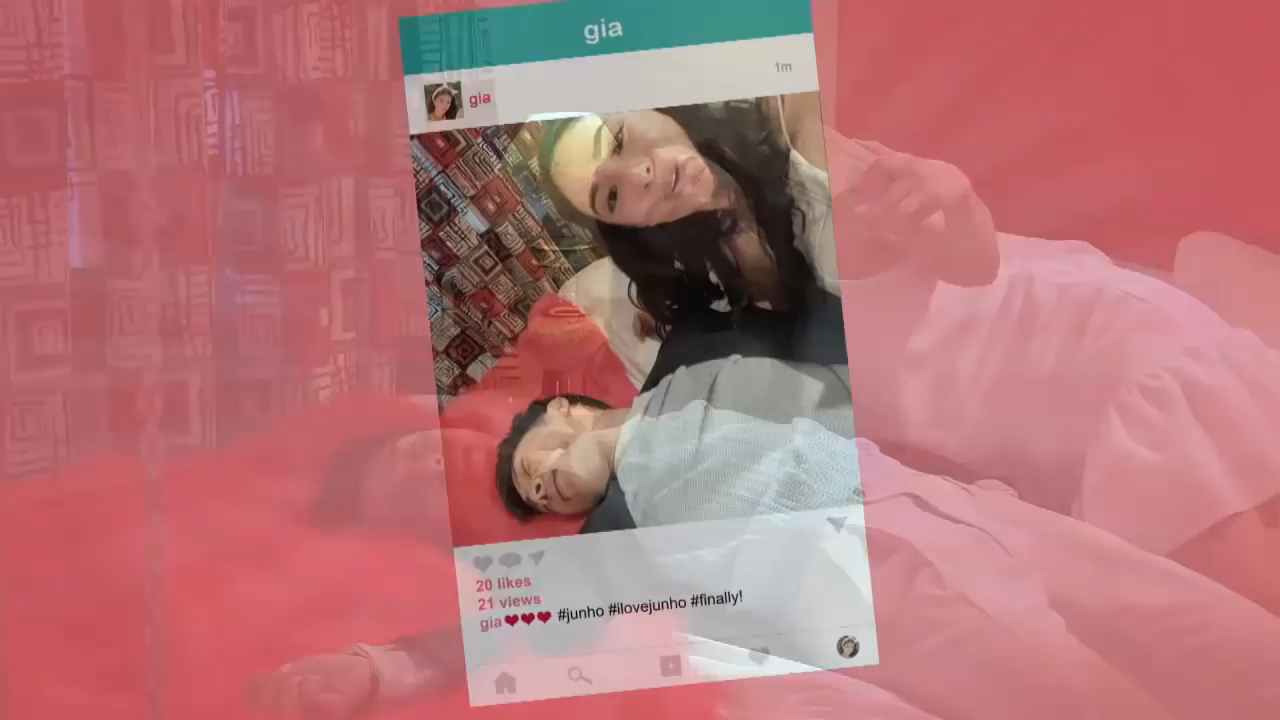 gia
gia
1m
20 likes
21 views
gia❤❤❤ #junho #ilovejunho #finally!